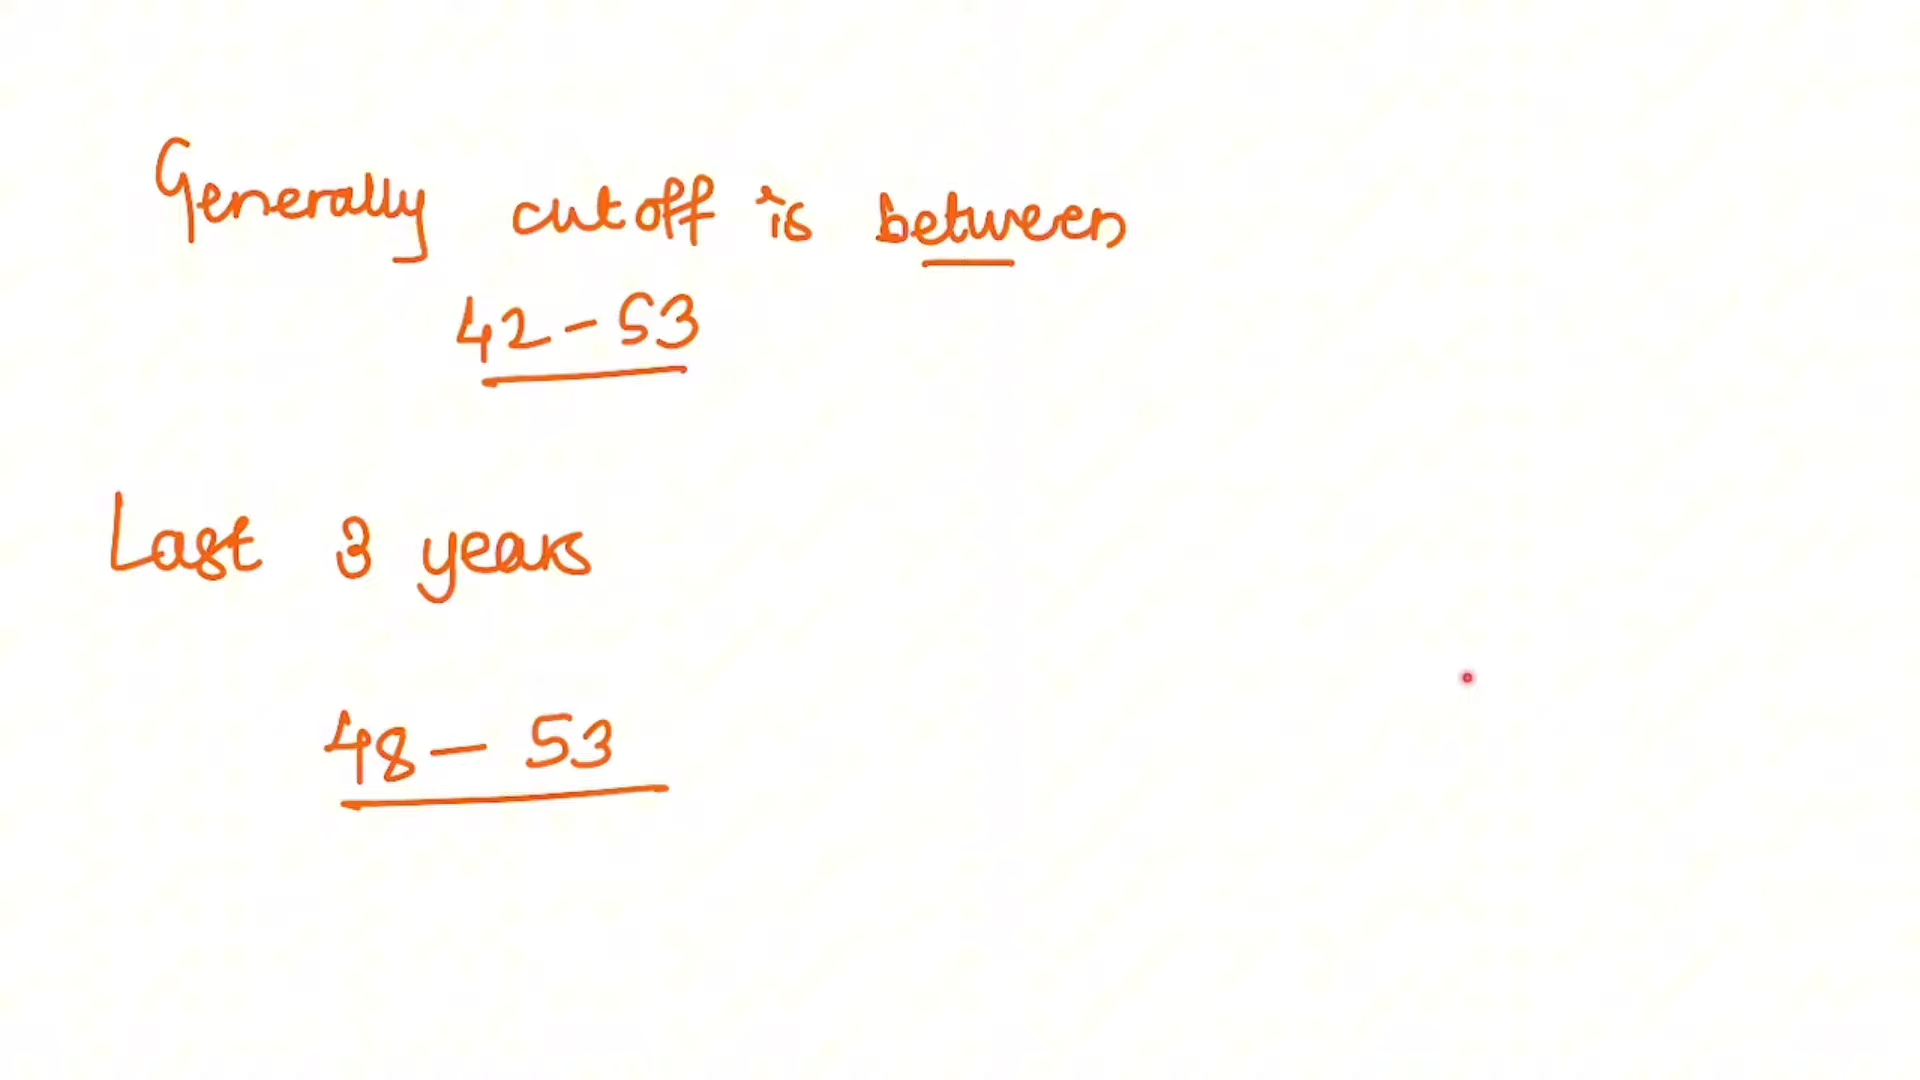 Generally cutoff is between
42 - 53
Last 3 years
48 - 53